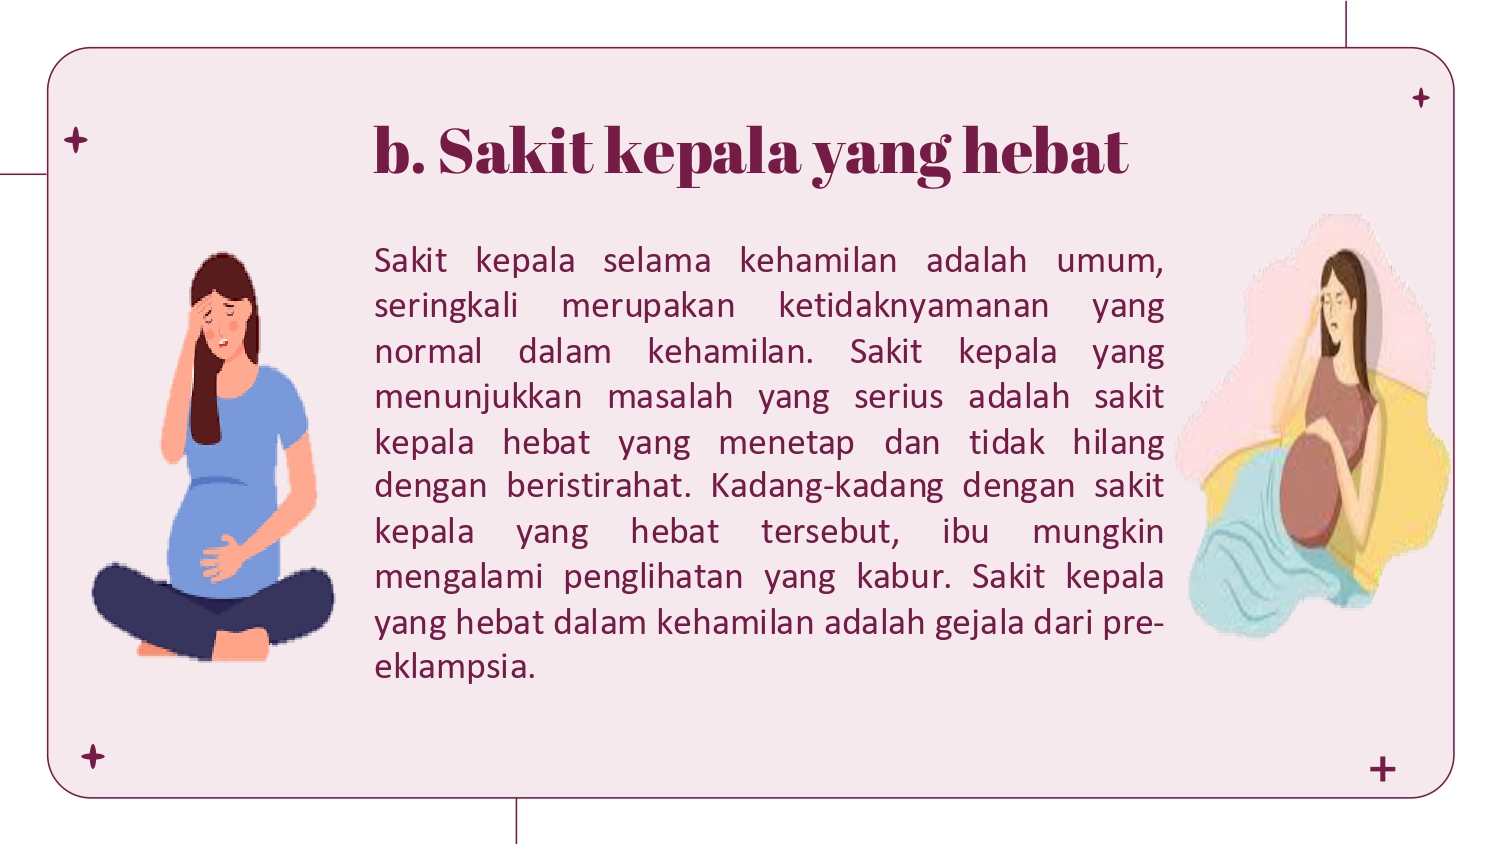 b. Sakit kepala yang hebat
Sakit kepala selama kehamilan adalah umum,
seringkali merupakan ketidaknyamanan yang
normal dalam kehamilan. Sakit kepala yang
menunjukkan masalah yang serius adalah sakit
kepala hebat yang menetap dan tidak hilang
dengan beristirahat. Kadang-kadang dengan sakit
kepala yang hebat tersebut, ibu mungkin
mengalami penglihatan yang kabur. Sakit kepala
yang hebat dalam kehamilan adalah gejala dari pre-
eklampsia.